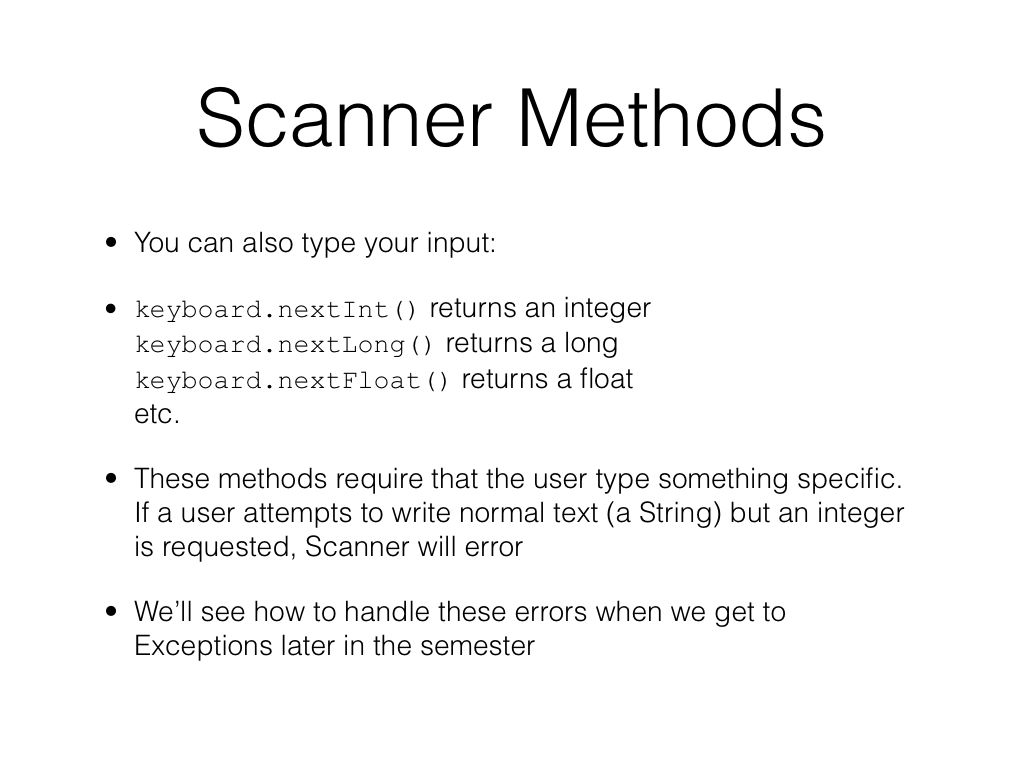 Scanner Methods
• You can also type your input:
• keyboard.nextInt() returns an integer
keyboard.nextLong() returns a long
keyboard.nextFloat() returns a float
etc.
• These methods require that the user type something specific.
If a user attempts to write normal text (a String) but an integer
is requested, Scanner will error
• We’ll see how to handle these errors when we get to
Exceptions later in the semester